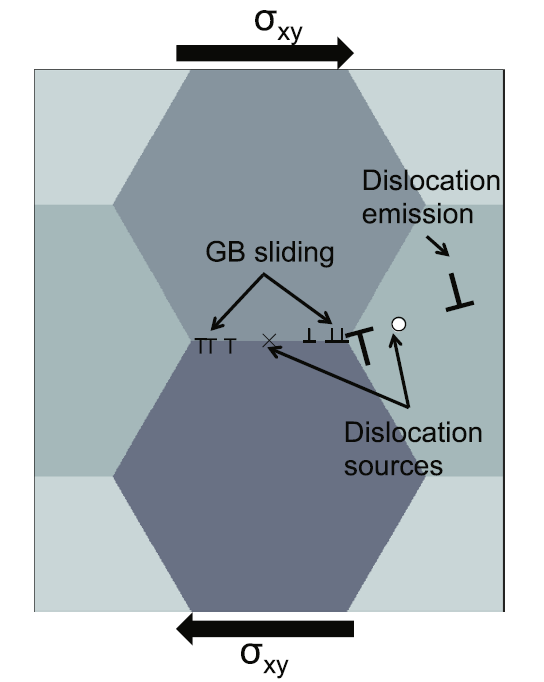 σxy
Dislocation
emission
GB sliding
Dislocation
sources
σxy